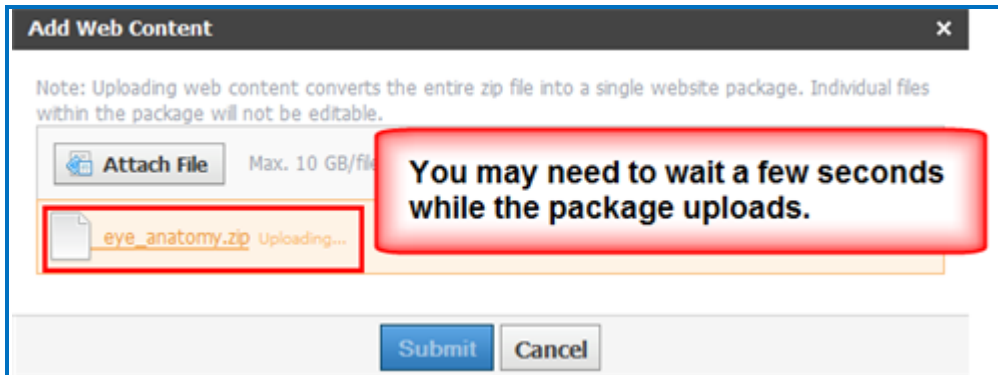 Add Web Content ×
Note: Uploading web content converts the entire zip file into a single website package. Individual files
within the package will not be editable.
Attach File Max. 10 GB/file
You may need to wait a few seconds
while the package uploads.
eye_anatomy.zip Uploading...
Submit Cancel